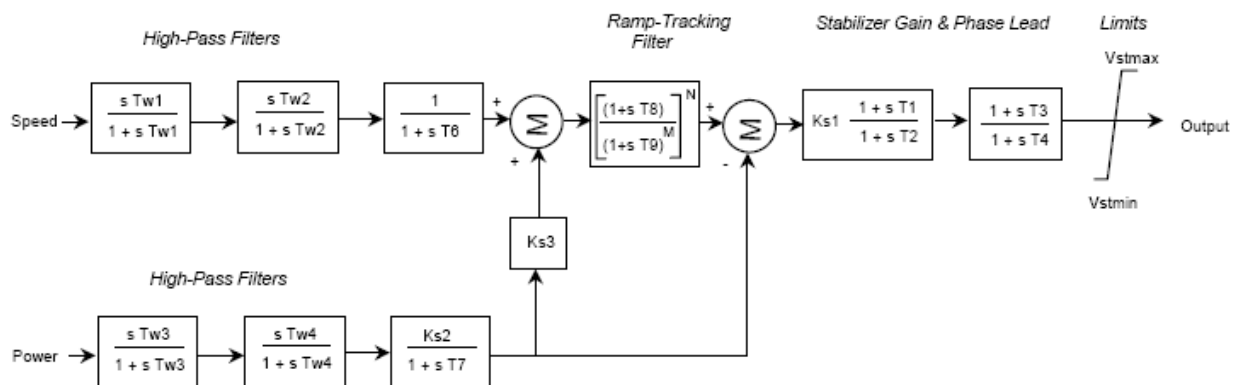 High-Pass Filters
Ramp-Tracking
Filter
Stabilizer Gain & Phase Lead
Limits
Vstmax
Speed
s Tw1
1 + s Tw1
s Tw2
1 + s Tw2
1
1 + s T6
+
+
Σ
(1+s T8)
(1+s T9)
M
N
+
-
Σ
Ks1
1 + s T1
1 + s T2
1 + s T3
1 + s T4
Output
Vstmin
Ks3
High-Pass Filters
Power
s Tw3
1 + s Tw3
s Tw4
1 + s Tw4
Ks2
1 + s T7